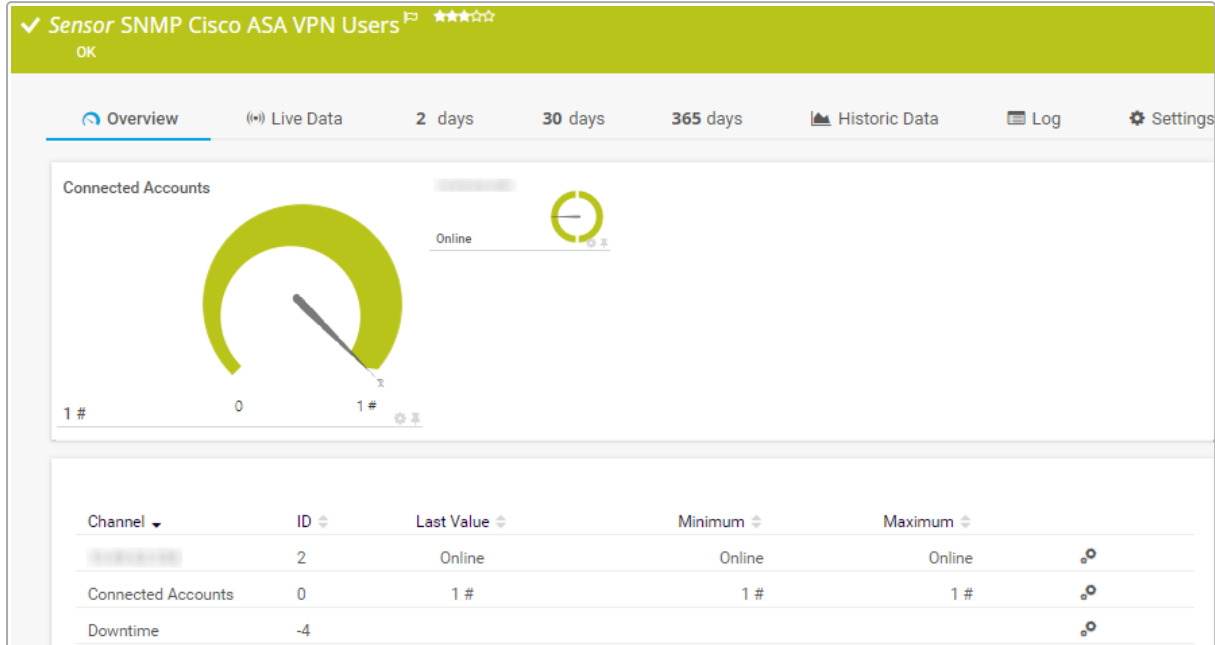 Sensor SNMP Cisco ASA VPN Users
OK
Overview Live Data 2 days 30 days 365 days Historic Data Log Settings
Connected Accounts
Online
0 1 #
1 #
Channel ID Last Value Minimum Maximum
2 Online Online Online
Connected Accounts 0 1 # 1 # 1 #
Downtime -4